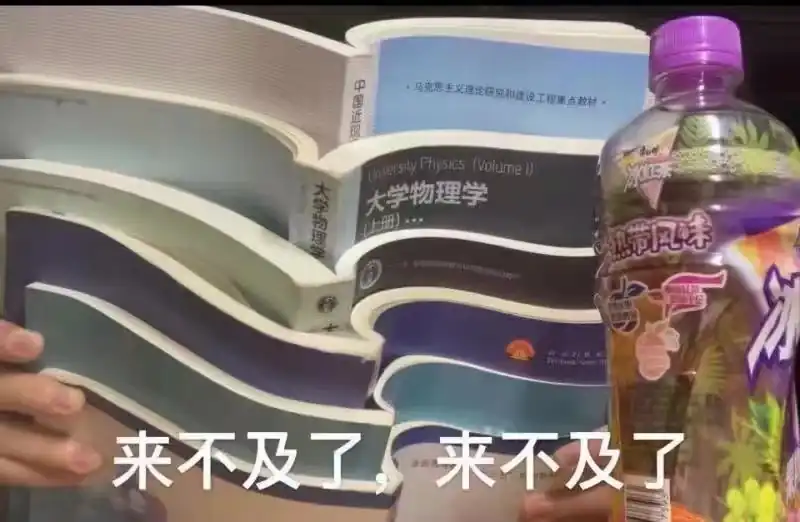 中国近现
· 马克思主义理论研究和建设工程重点教材 ·
University Physics (Volume I)
大学物理学
(上册)
大学物理学
大
热带风味
冰
来不及了，来不及了